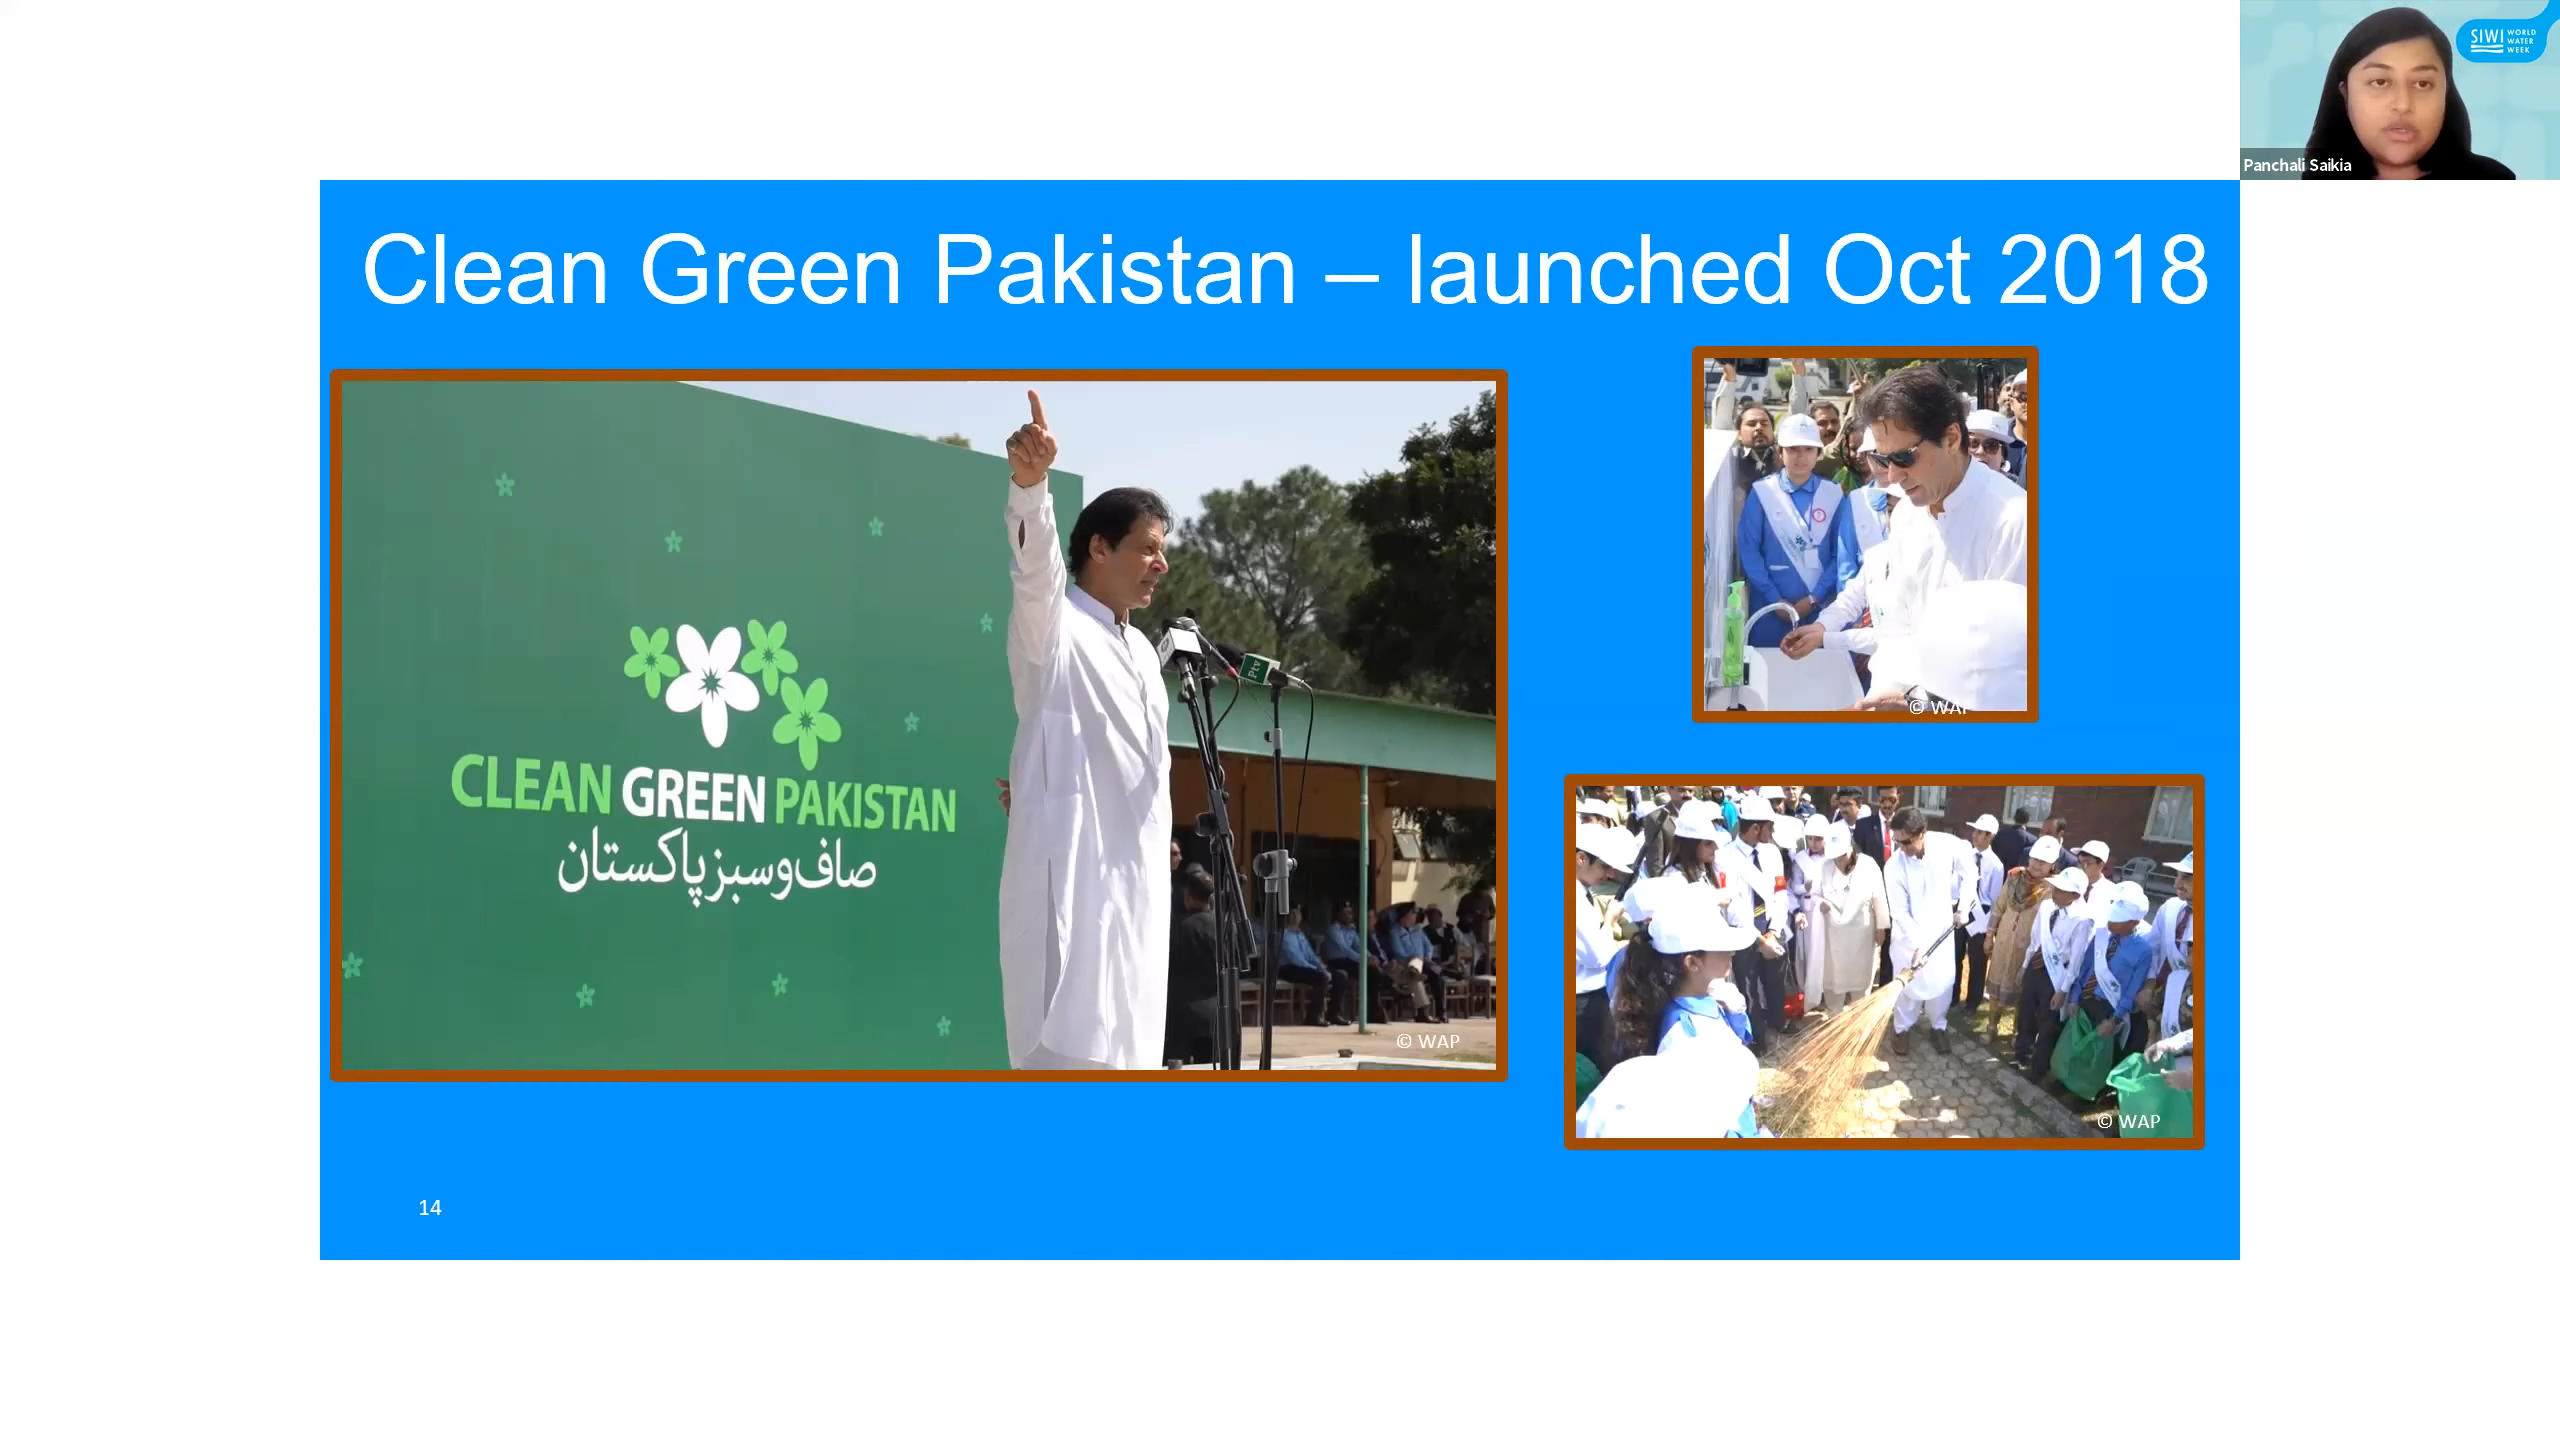 SIWI WORLD WATER WEEK
Panchali Saikia
Clean Green Pakistan – launched Oct 2018
CLEAN GREEN PAKISTAN
صاف و سبز پاکستان
Ptv
© WAP
© WAP
© WAP
14